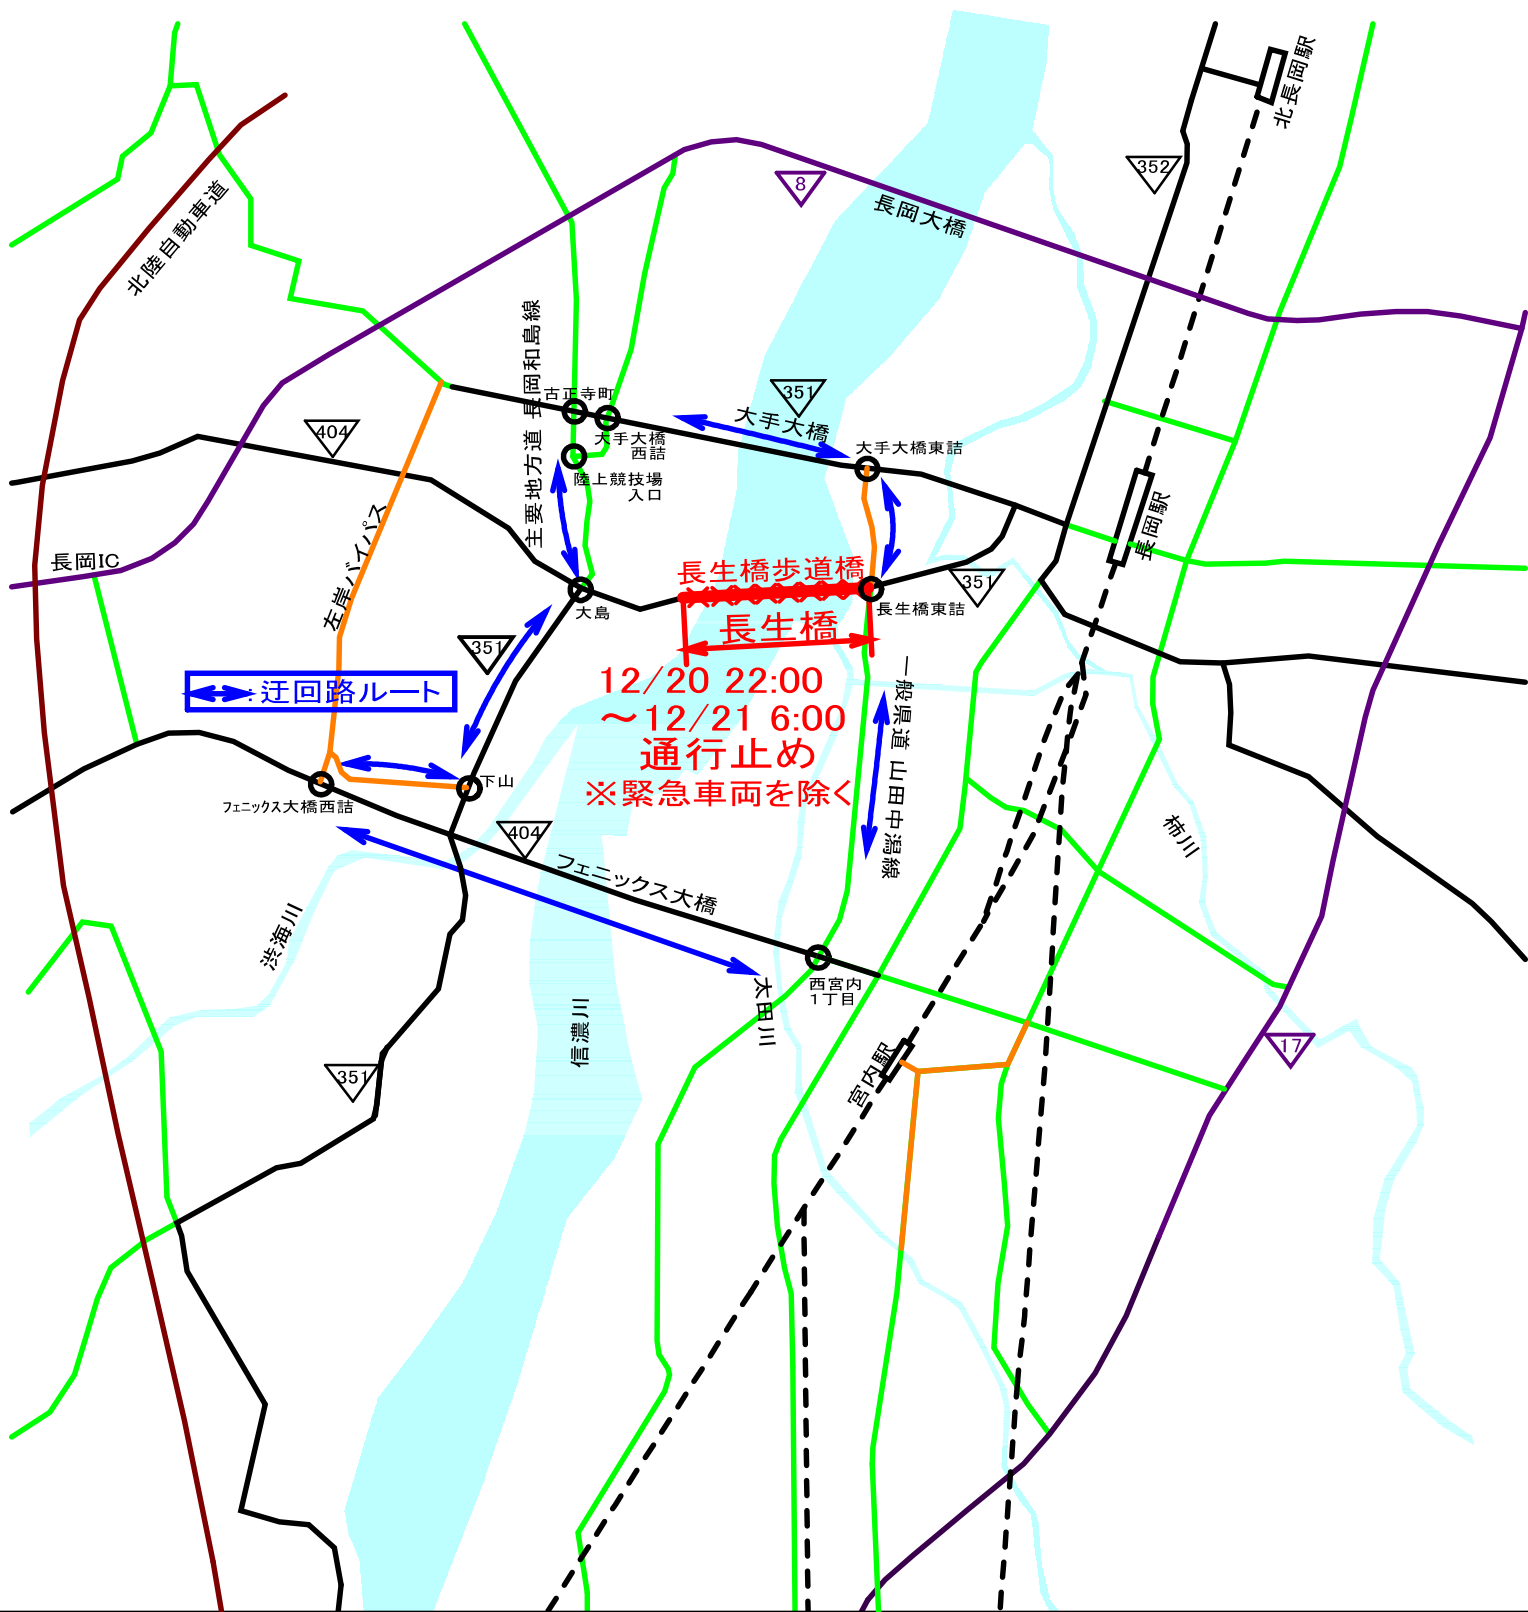 北長岡駅
352
8
長岡大橋
北陸自動車道
主要地方道 長岡和島線
古正寺町
351
大手大橋
404
大手大橋
西詰
大手大橋東詰
陸上競技場
入口
長岡駅
左岸バイパス
長岡IC
長生橋歩道橋
351
大島
長生橋東詰
長生橋
351
:迂回路ルート
12/20 22:00
～12/21 6:00
通行止め
※緊急車両を除く
一般県道 山田中潟線
下山
フェニックス大橋西詰
404
柿川
フェニックス大橋
渋海川
西宮内
1丁目
太田川
信濃川
宮内駅
17
351